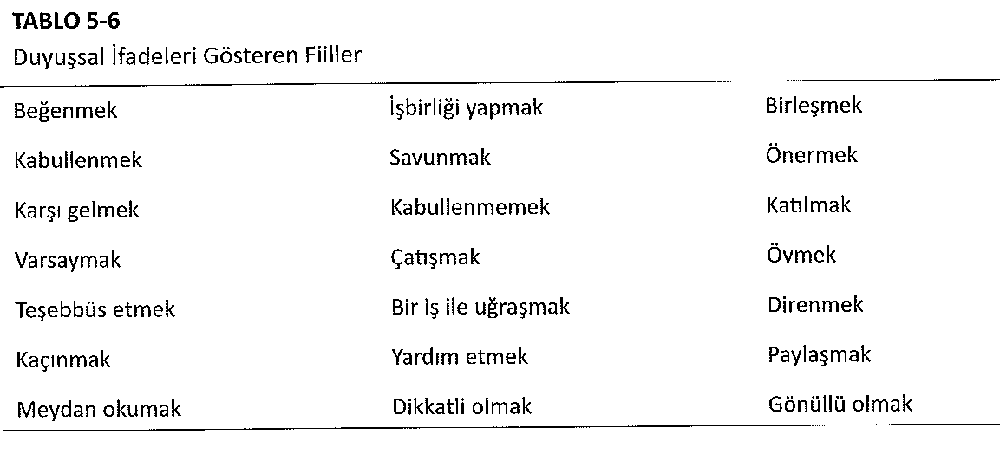 TABLO 5-6
Duyuşsal İfadeleri Gösteren Fiiller
Beğenmek İşbirliği yapmak Birleşmek
Kabullenmek Savunmak Önermek
Karşı gelmek Kabullenmemek Katılmak
Varsaymak Çatışmak Övmek
Teşebbüs etmek Bir iş ile uğraşmak Direnmek
Kaçınmak Yardım etmek Paylaşmak
Meydan okumak Dikkatli olmak Gönüllü olmak